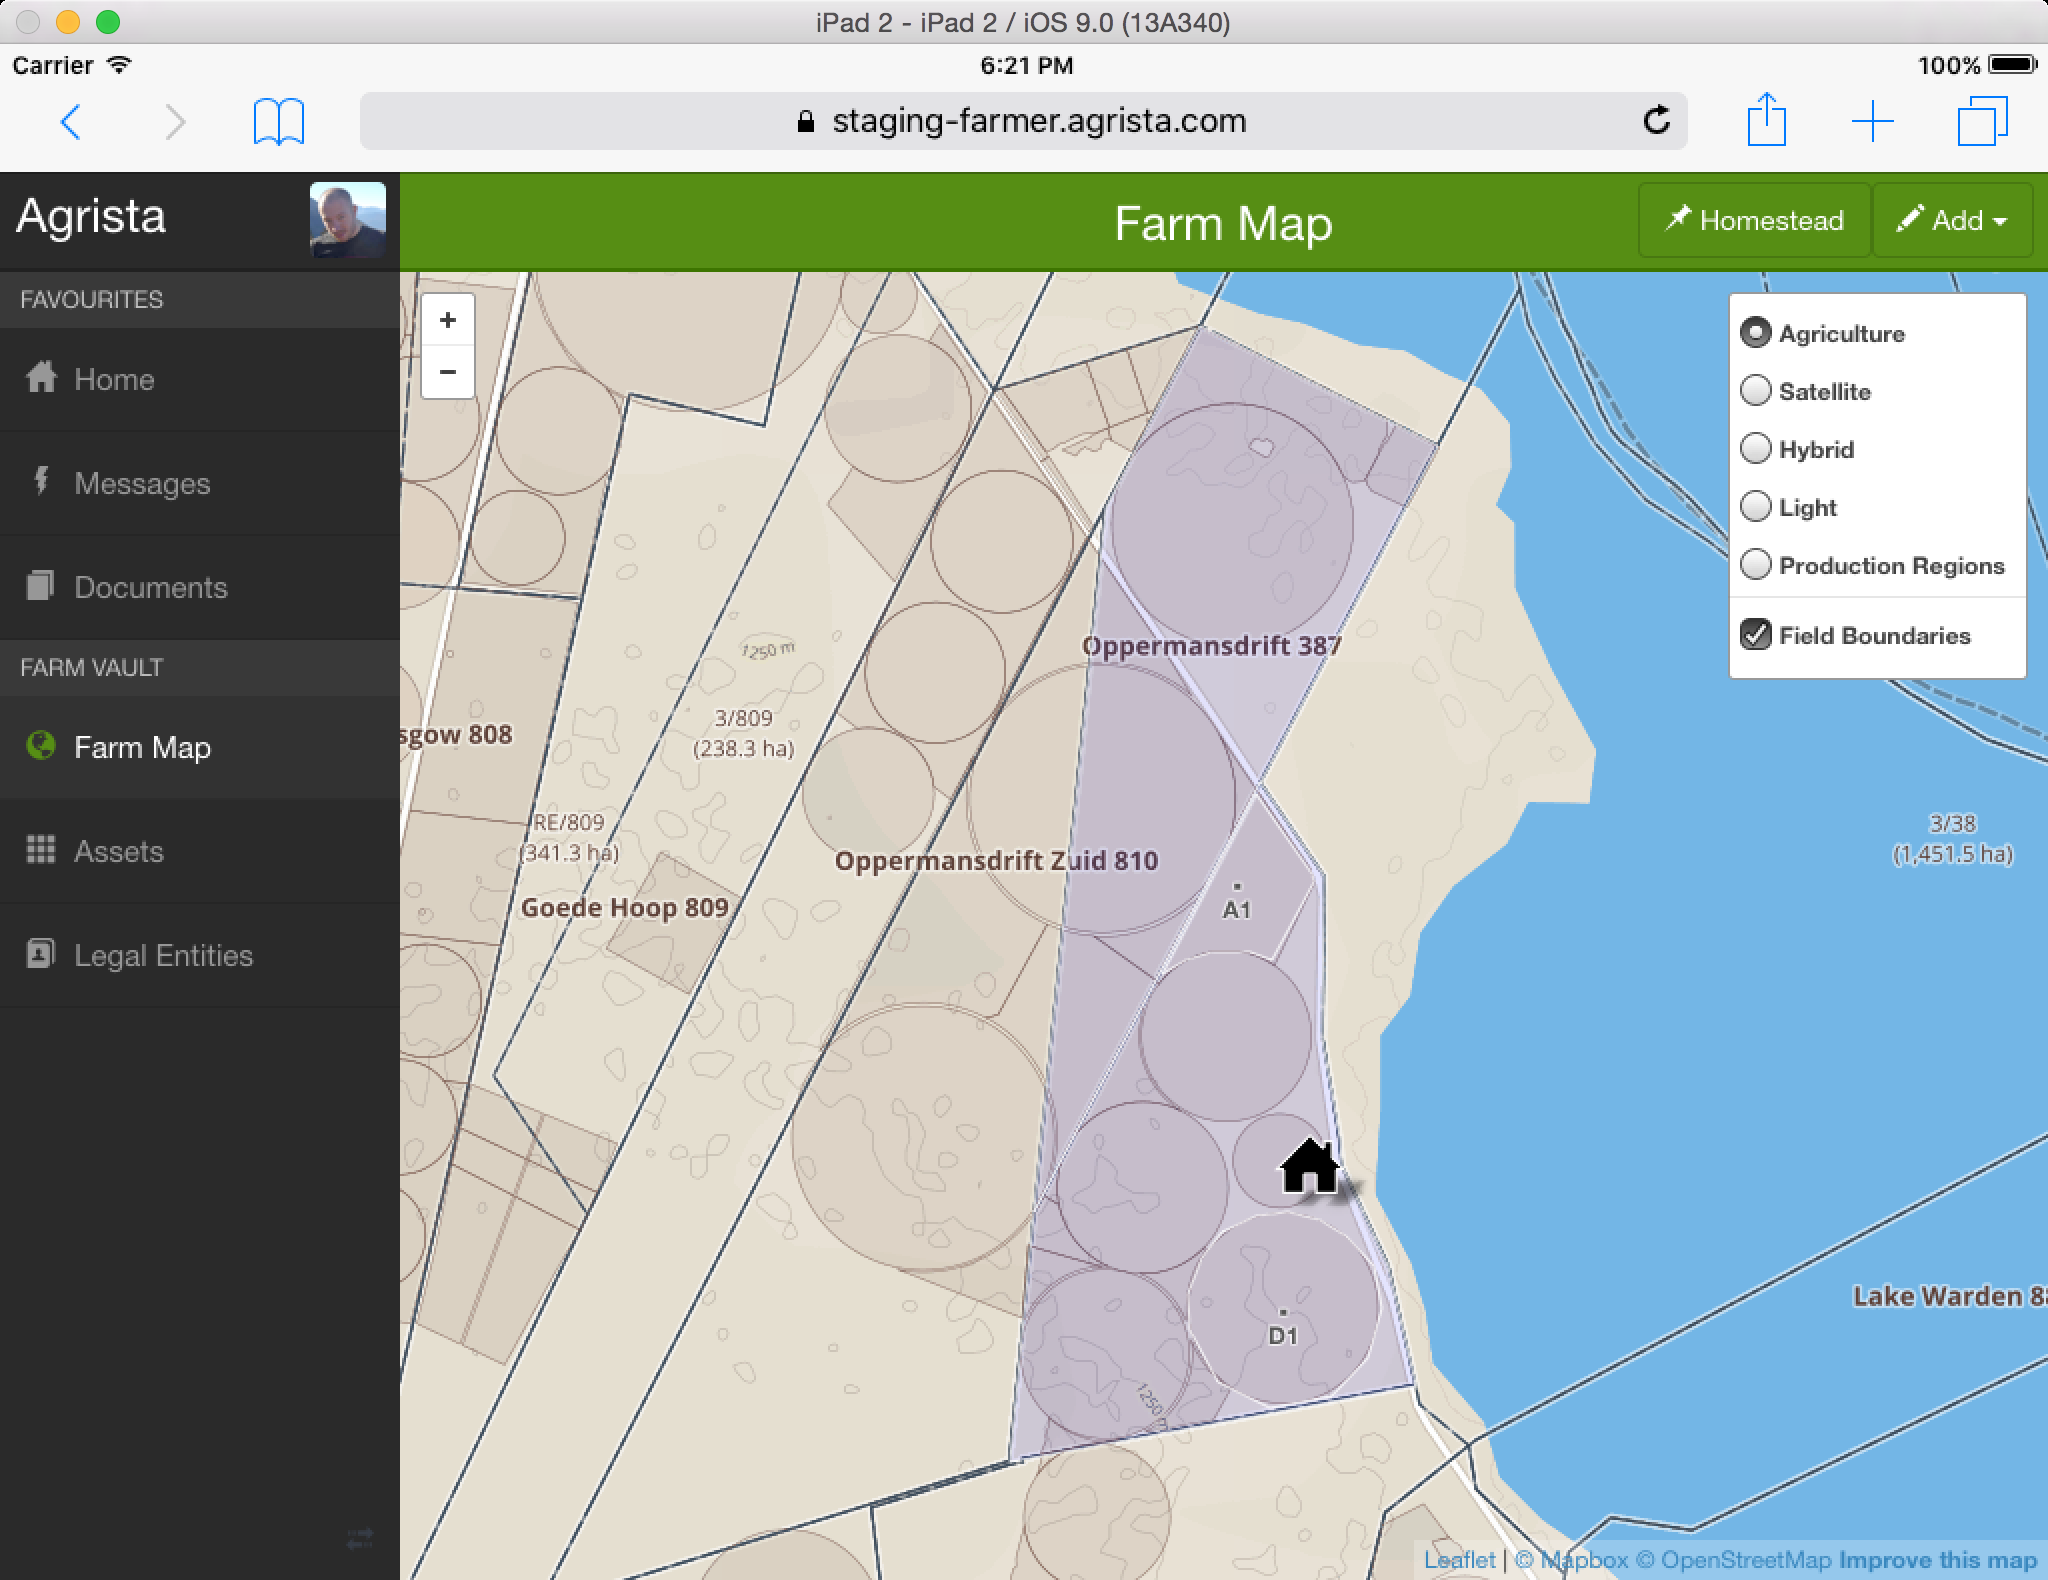 iPad 2 - iPad 2 / iOS 9.0 (13A340)
Carrier
6:21 PM
100%
staging-farmer.agrista.com
Agrista
Farm Map
Homestead
Add
FAVOURITES
Home
Messages
Documents
FARM VAULT
Farm Map
Assets
Legal Entities
+
−
Agriculture
Satellite
Hybrid
Light
Production Regions
Field Boundaries
Oppermansdrift 387
1250 m
3/809
(238.3 ha)
sgow 808
RE/809
(341.3 ha)
Oppermansdrift Zuid 810
Goede Hoop 809
A1
3/38
(1,451.5 ha)
Lake Warden 88
D1
1250 m
Leaflet | © Mapbox © OpenStreetMap Improve this map